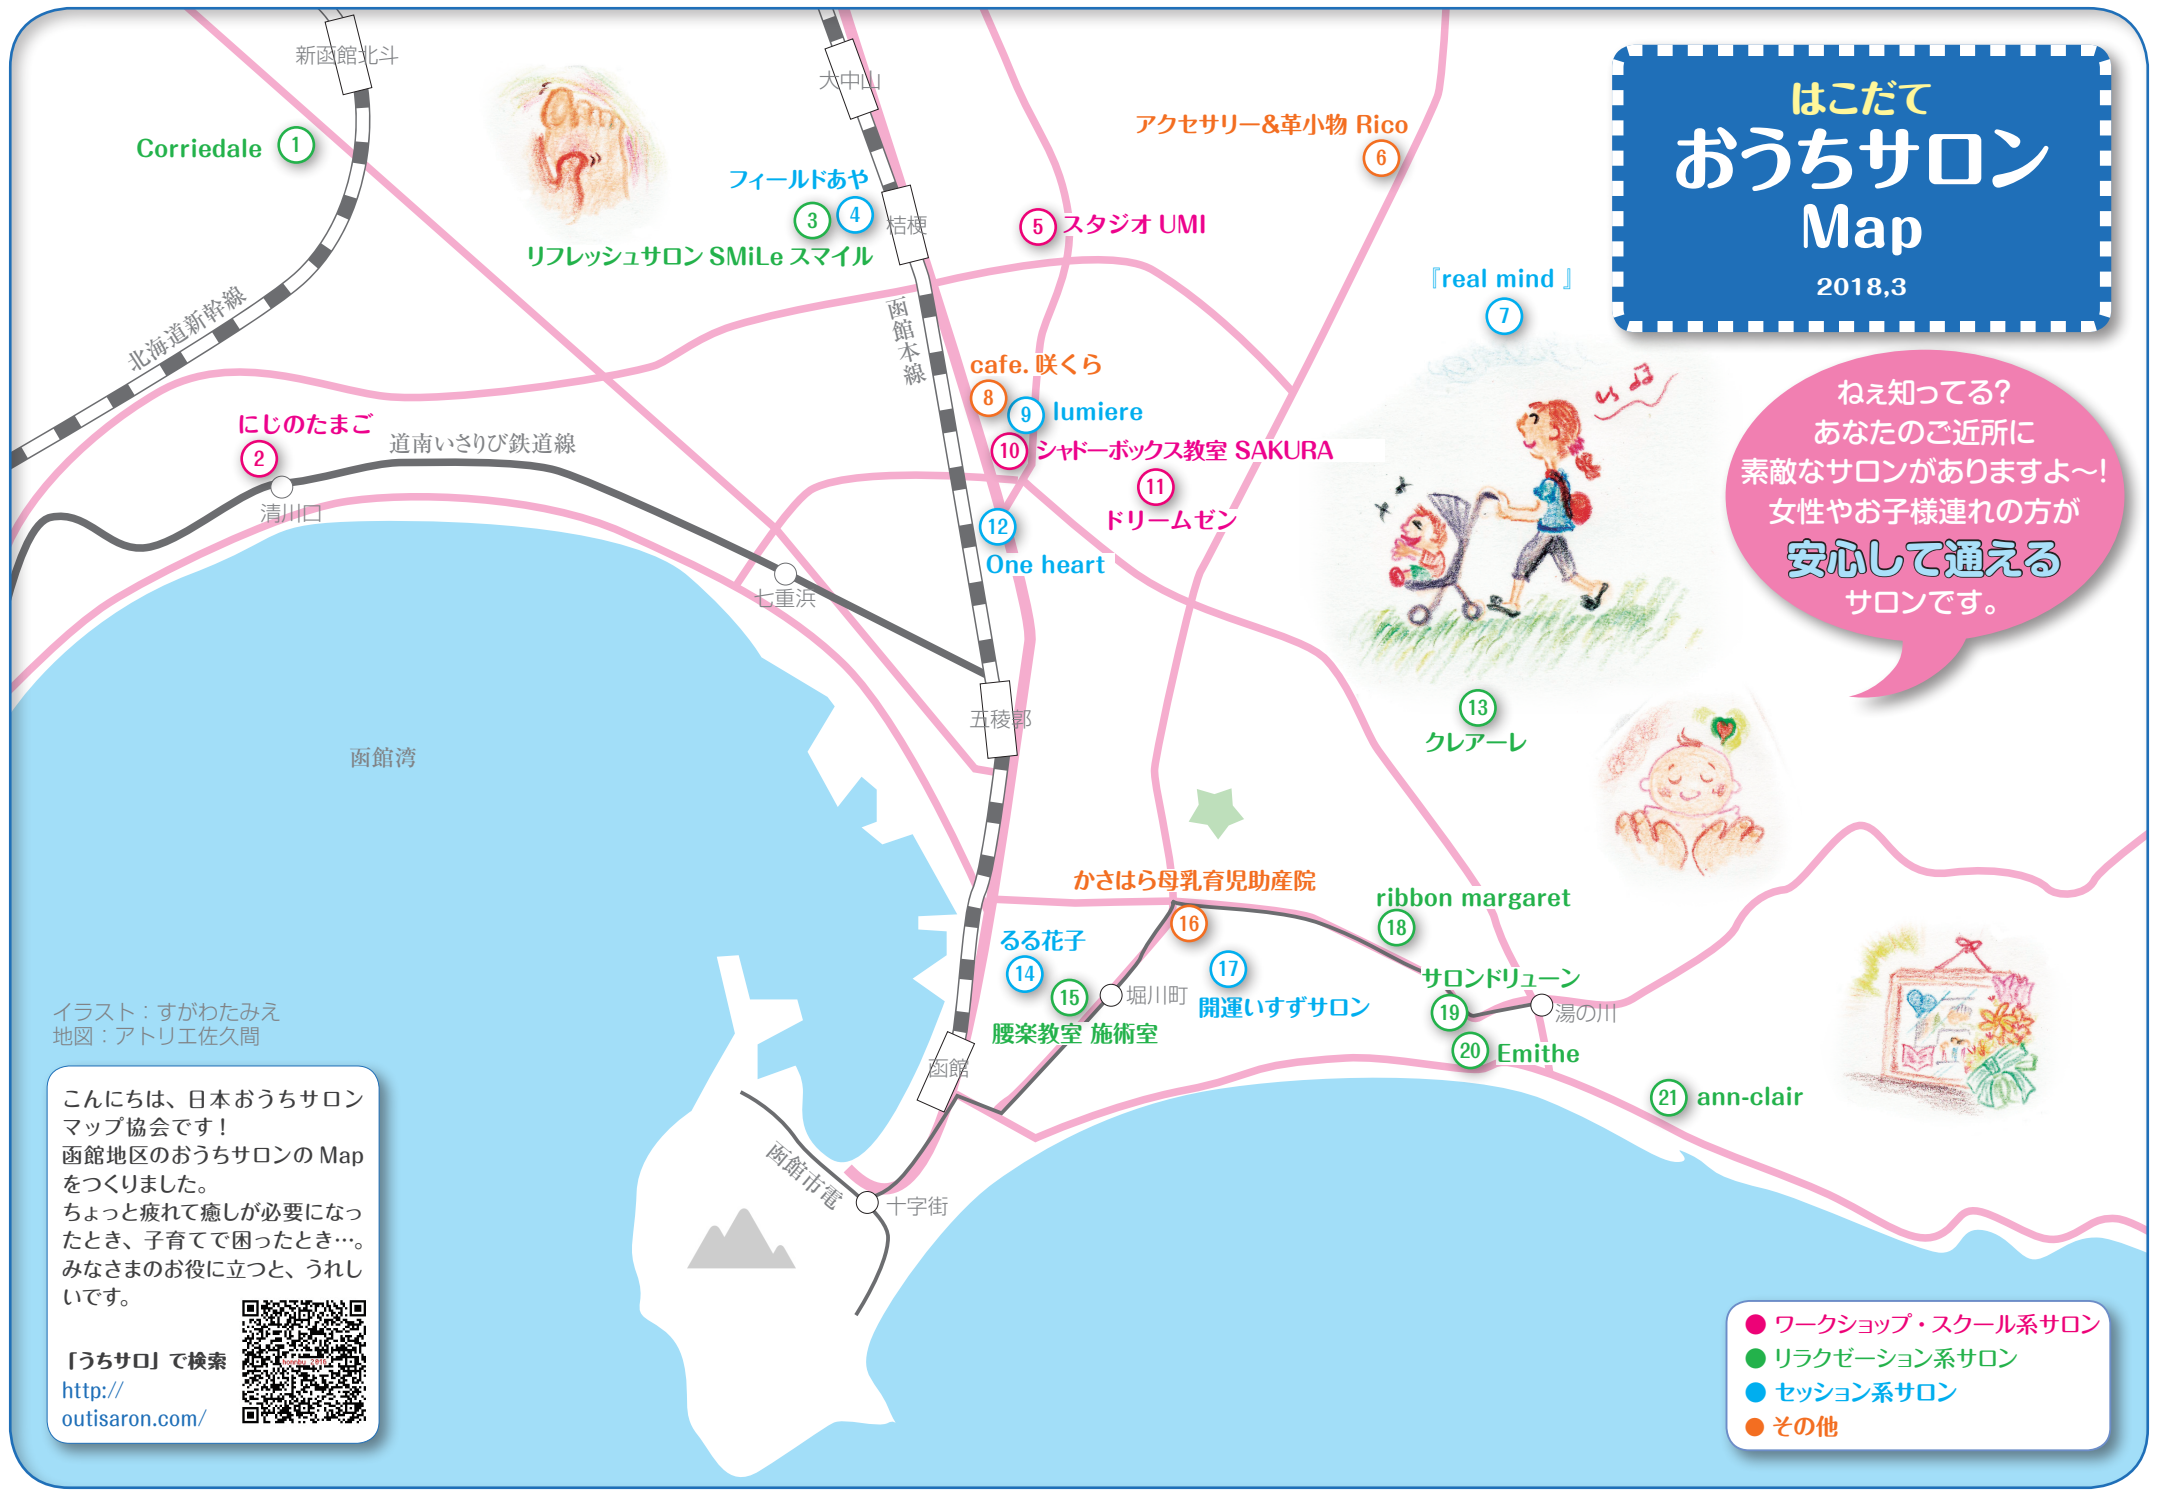 新函館北斗
大中山
Corriedale
1
アクセサリー&革小物 Rico
6
はこだて
おうちサロン
Map
2018,3
フィールドあや
3
4
桔梗
リフレッシュサロン SMiLe スマイル
5
スタジオ UMI
『real mind 』
7
北海道新幹線
函館本線
cafe. 咲くら
8
9
lumiere
10
シャドーボックス教室 SAKURA
11
ドリームゼン
12
One heart
にじのたまご
2
道南いさりび鉄道線
清川口
七重浜
ねぇ知ってる?
あなたのご近所に
素敵なサロンがありますよ〜!
女性やお子様連れの方が
安心して通える
サロンです。
五稜郭
函館湾
13
クレアーレ
かさはら母乳育児助産院
16
ribbon margaret
18
るる花子
14
15
堀川町
腰楽教室 施術室
17
開運いすずサロン
サロンドリューン
19
湯の川
20
Emithe
21
ann-clair
函館
函館市電
十字街
イラスト：すがわたみえ
地図：アトリエ佐久間
こんにちは、日本おうちサロン
マップ協会です!
函館地区のおうちサロンの Map
をつくりました。
ちょっと疲れて癒しが必要になっ
たとき、子育てで困ったとき…。
みなさまのお役に立つと、うれし
いです。
「うちサロ」で検索
http://
outisaron.com/
honnbu 2016
ワークショップ・スクール系サロン
リラクゼーション系サロン
セッション系サロン
その他